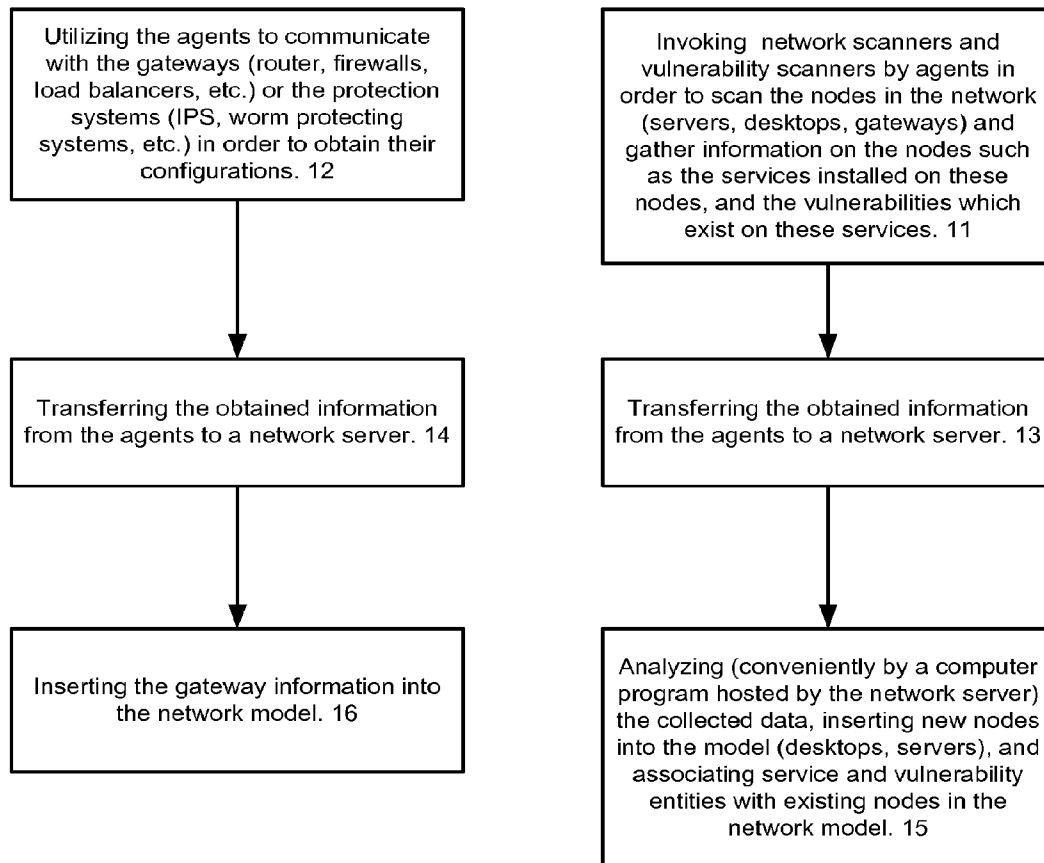 Utilizing the agents to communicate
with the gateways (router, firewalls,
load balancers, etc.) or the protection
systems (IPS, worm protecting
systems, etc.) in order to obtain their
configurations. 12
Transferring the obtained information
from the agents to a network server. 14
Inserting the gateway information into
the network model. 16
Invoking network scanners and
vulnerability scanners by agents in
order to scan the nodes in the network
(servers, desktops, gateways) and
gather information on the nodes such
as the services installed on these
nodes, and the vulnerabilities which
exist on these services. 11
Transferring the obtained information
from the agents to a network server. 13
Analyzing (conveniently by a computer
program hosted by the network server)
the collected data, inserting new nodes
into the model (desktops, servers), and
associating service and vulnerability
entities with existing nodes in the
network model. 15